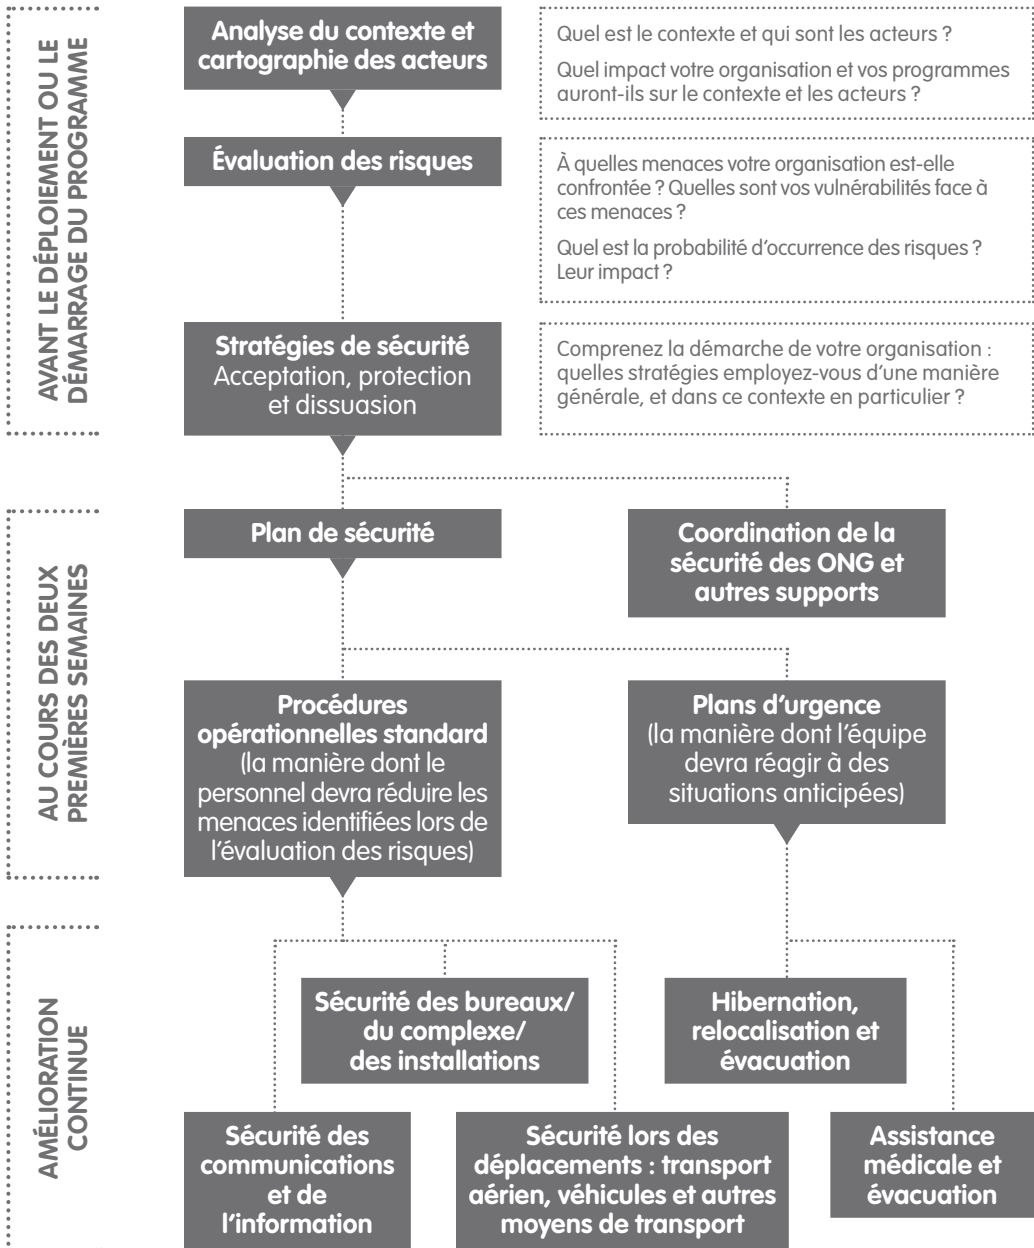 AVANT LE DÉPLOIEMENT OU LE
DÉMARRAGE DU PROGRAMME
Analyse du contexte et
cartographie des acteurs
Quel est le contexte et qui sont les acteurs ?
Quel impact votre organisation et vos programmes
auront-ils sur le contexte et les acteurs ?
Évaluation des risques
À quelles menaces votre organisation est-elle
confrontée ? Quelles sont vos vulnérabilités face à
ces menaces ?
Quel est la probabilité d'occurrence des risques ?
Leur impact ?
Stratégies de sécurité
Acceptation, protection
et dissuasion
Comprenez la démarche de votre organisation :
quelles stratégies employez-vous d'une manière
générale, et dans ce contexte en particulier ?
AU COURS DES DEUX
PREMIÈRES SEMAINES
Plan de sécurité
Coordination de la
sécurité des ONG et
autres supports
Procédures
opérationnelles standard
(la manière dont le
personnel devra réduire les
menaces identifiées lors de
l'évaluation des risques)
Plans d'urgence
(la manière dont l'équipe
devra réagir à des
situations anticipées)
AMÉLIORATION
CONTINUE
Sécurité des bureaux/
du complexe/
des installations
Hibernation,
relocalisation et
évacuation
Sécurité des
communications
et de
l'information
Sécurité lors des
déplacements : transport
aérien, véhicules et autres
moyens de transport
Assistance
médicale et
évacuation